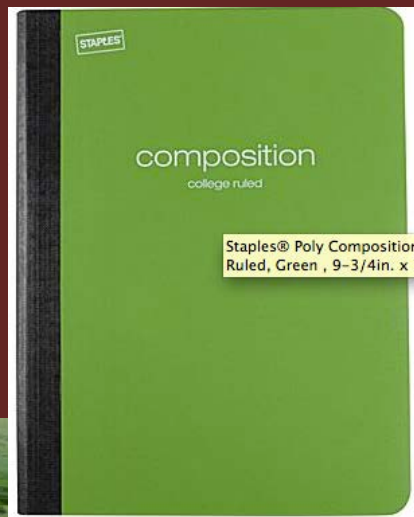 STAPLES
composition
college ruled
Staples® Poly Composition
Ruled, Green , 9-3/4in. x